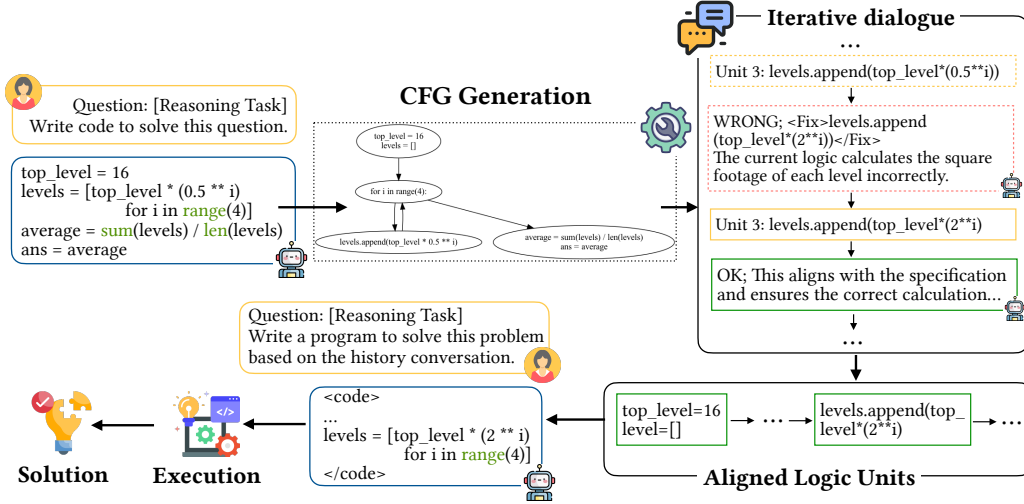 Question: [Reasoning Task]
Write code to solve this question.
top_level = 16
levels = [top_level * (0.5 ** i)
for i in range(4)]
average = sum(levels) / len(levels)
ans = average
CFG Generation
top_level = 16
levels = []
for i in range(4):
levels.append(top_level * 0.5 ** i)
average = sum(levels) / len(levels)
ans = average
Iterative dialogue
...
Unit 3: levels.append(top_level*(0.5**i))
WRONG; <Fix>levels.append
(top_level*(2**i))</Fix>
The current logic calculates the square
footage of each level incorrectly.
Unit 3: levels.append(top_level*(2**i)
OK; This aligns with the specification
and ensures the correct calculation...
...
top_level=16
level=[]
...
levels.append(top_
level*(2**i)
...
Aligned Logic Units
Question: [Reasoning Task]
Write a program to solve this problem
based on the history conversation.
<code>
...
levels = [top_level * (2 ** i)
for i in range(4)]
</code>
</>
Execution
Solution